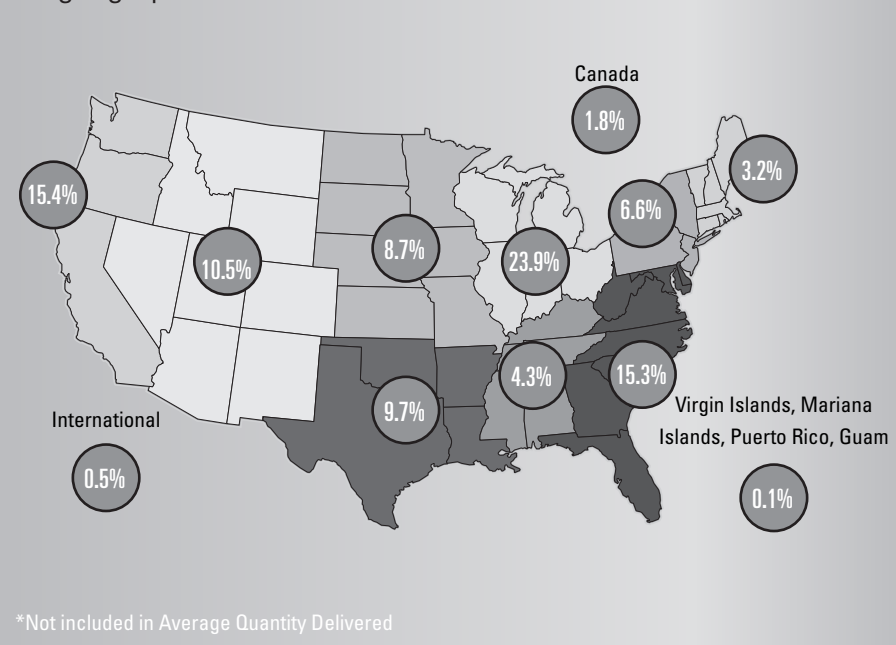 Canada
1.8%
3.2%
15.4%
6.6%
8.7%
10.5%
23.9%
4.3%
15.3%
9.7%
International
0.5%
Virgin Islands, Mariana
Islands, Puerto Rico, Guam
0.1%
*Not included in Average Quantity Delivered